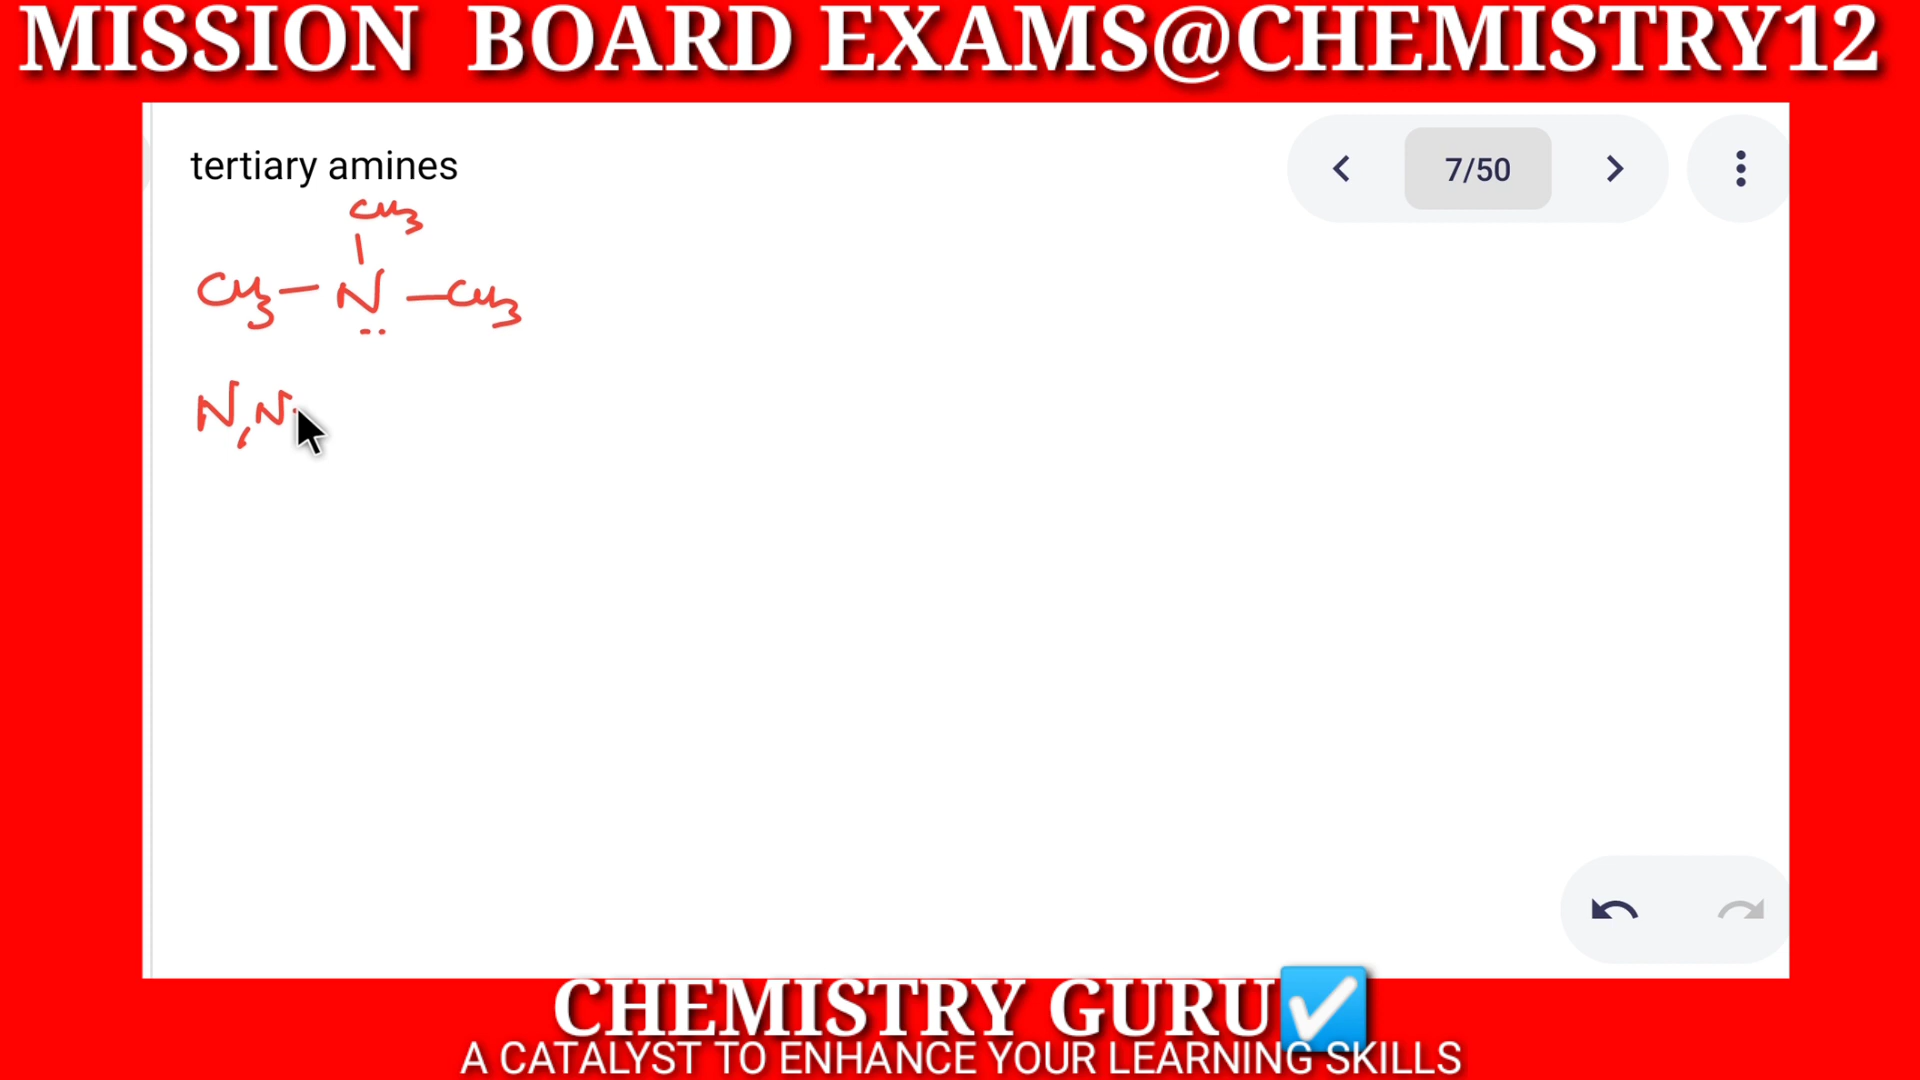 MISSION BOARD EXAMS@CHEMISTRY12
tertiary amines
7/50
CH3
CH3 – N – CH3
N,N-
CHEMISTRY GURU
A CATALYST TO ENHANCE YOUR LEARNING SKILLS